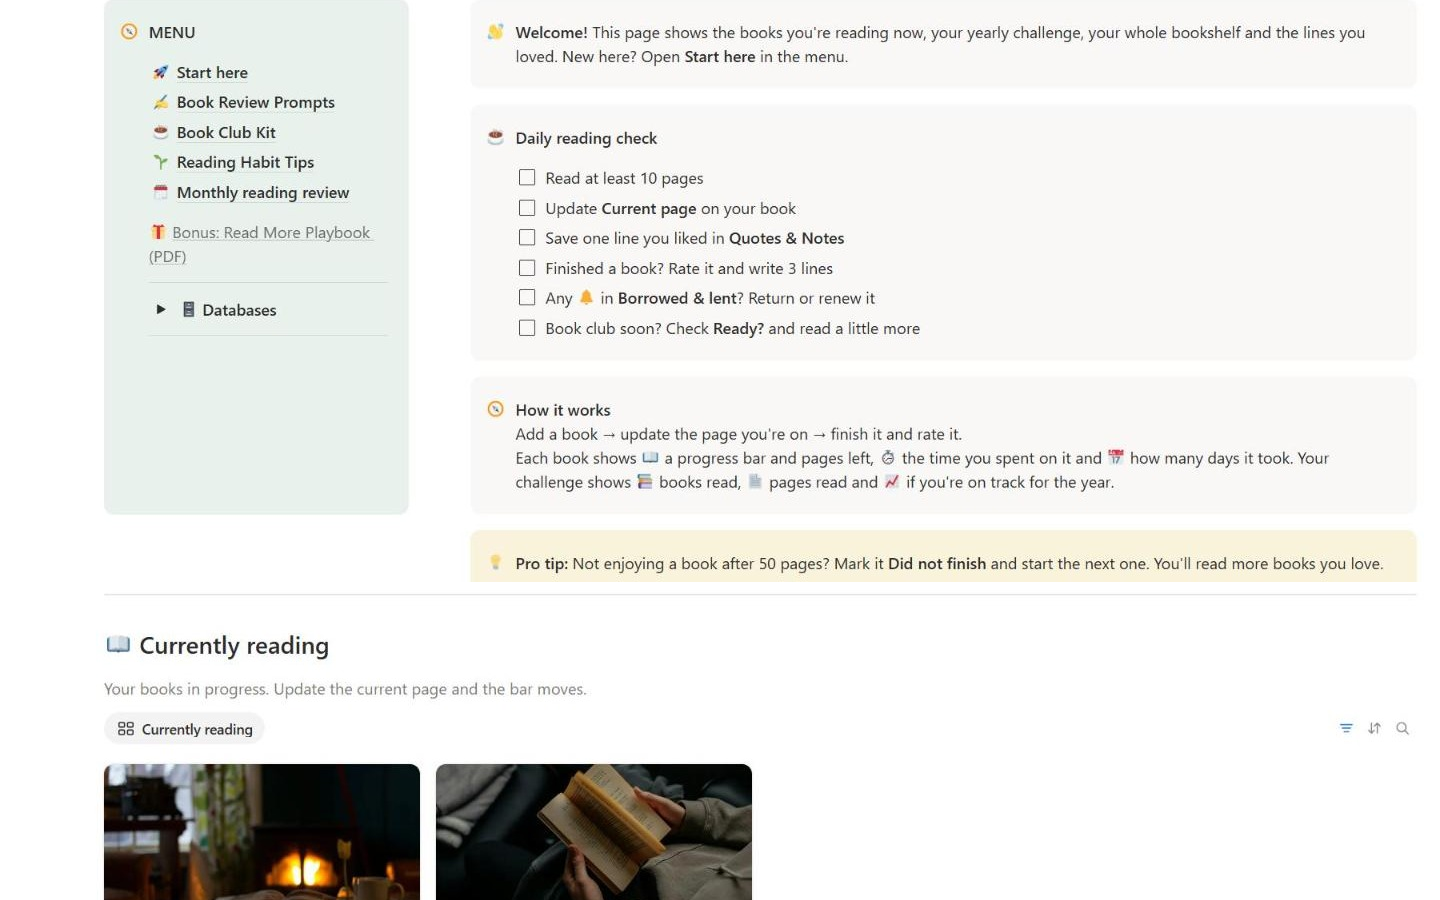 MENU
Start here
Book Review Prompts
Book Club Kit
Reading Habit Tips
Monthly reading review
Bonus: Read More Playbook
(PDF)
Databases
Welcome! This page shows the books you're reading now, your yearly challenge, your whole bookshelf and the lines you
loved. New here? Open Start here in the menu.
Daily reading check
Read at least 10 pages
Update Current page on your book
Save one line you liked in Quotes & Notes
Finished a book? Rate it and write 3 lines
Any 🔔 in Borrowed & lent? Return or renew it
Book club soon? Check Ready? and read a little more
How it works
Add a book → update the page you're on → finish it and rate it.
Each book shows 📖 a progress bar and pages left, ⏱ the time you spent on it and 📅 how many days it took. Your
challenge shows 📚 books read, 📄 pages read and 📈 if you're on track for the year.
Pro tip: Not enjoying a book after 50 pages? Mark it Did not finish and start the next one. You'll read more books you love.
Currently reading
Your books in progress. Update the current page and the bar moves.
Currently reading